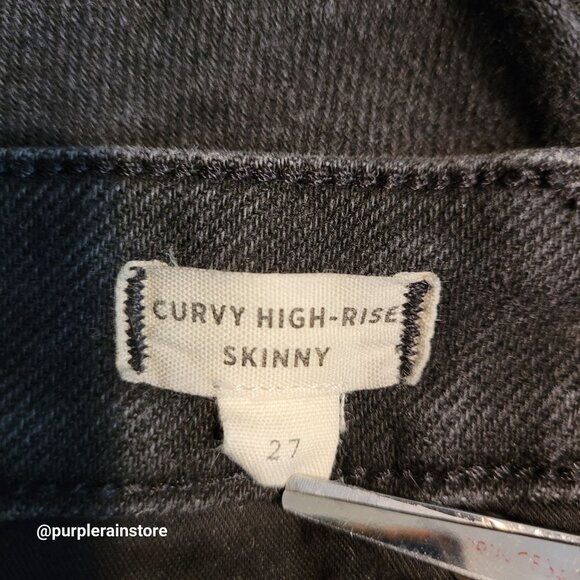 CURVY HIGH-RISE
SKINNY
27
@purplerainstore